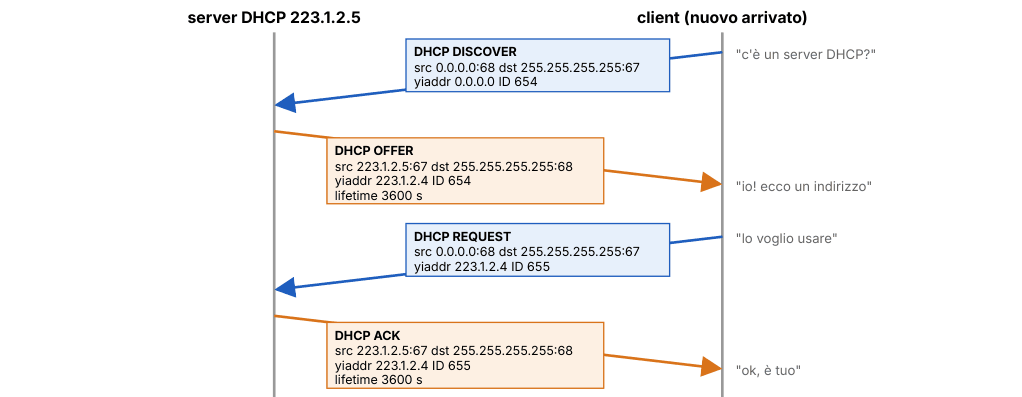 server DHCP 223.1.2.5
client (nuovo arrivato)
DHCP DISCOVER
src 0.0.0.0:68 dst 255.255.255.255:67
yiaddr 0.0.0.0 ID 654
"c'è un server DHCP?"
DHCP OFFER
src 223.1.2.5:67 dst 255.255.255.255:68
yiaddr 223.1.2.4 ID 654
lifetime 3600 s
"io! ecco un indirizzo"
DHCP REQUEST
src 0.0.0.0:68 dst 255.255.255.255:67
yiaddr 223.1.2.4 ID 655
"lo voglio usare"
DHCP ACK
src 223.1.2.5:67 dst 255.255.255.255:68
yiaddr 223.1.2.4 ID 655
lifetime 3600 s
"ok, è tuo"